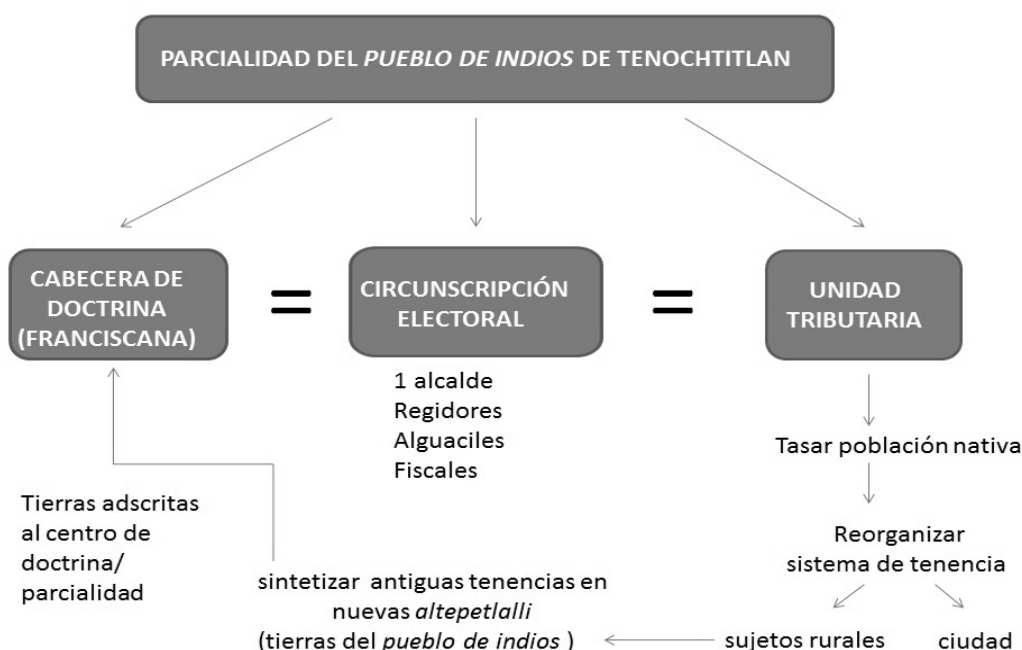 PARCIALIDAD DEL PUEBLO DE INDIOS DE TENOCHTITLAN
CABECERA DE
DOCTRINA
(FRANCISCANA)
=
CIRCUNSCRIPCIÓN
ELECTORAL
=
UNIDAD
TRIBUTARIA
1 alcalde
Regidores
Alguaciles
Fiscales
Tasar población nativa
Reorganizar
sistema de tenencia
sujetos rurales
ciudad
sintetizar antiguas tenencias en
nuevas altepetlalli
(tierras del pueblo de indios )
Tierras adscritas
al centro de
doctrina/
parcialidad